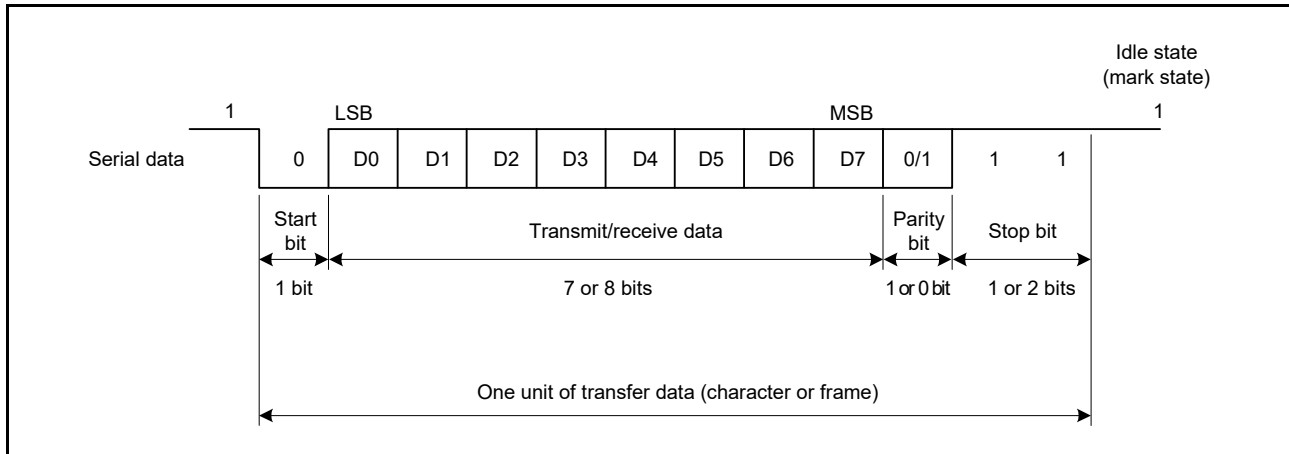 Idle state
(mark state)
1 LSB MSB 1
Serial data 0 D0 D1 D2 D3 D4 D5 D6 D7 0/1 1 1
Start bit
Transmit/receive data
Parity bit
Stop bit
1 bit 7 or 8 bits 1 or 0 bit 1 or 2 bits
One unit of transfer data (character or frame)